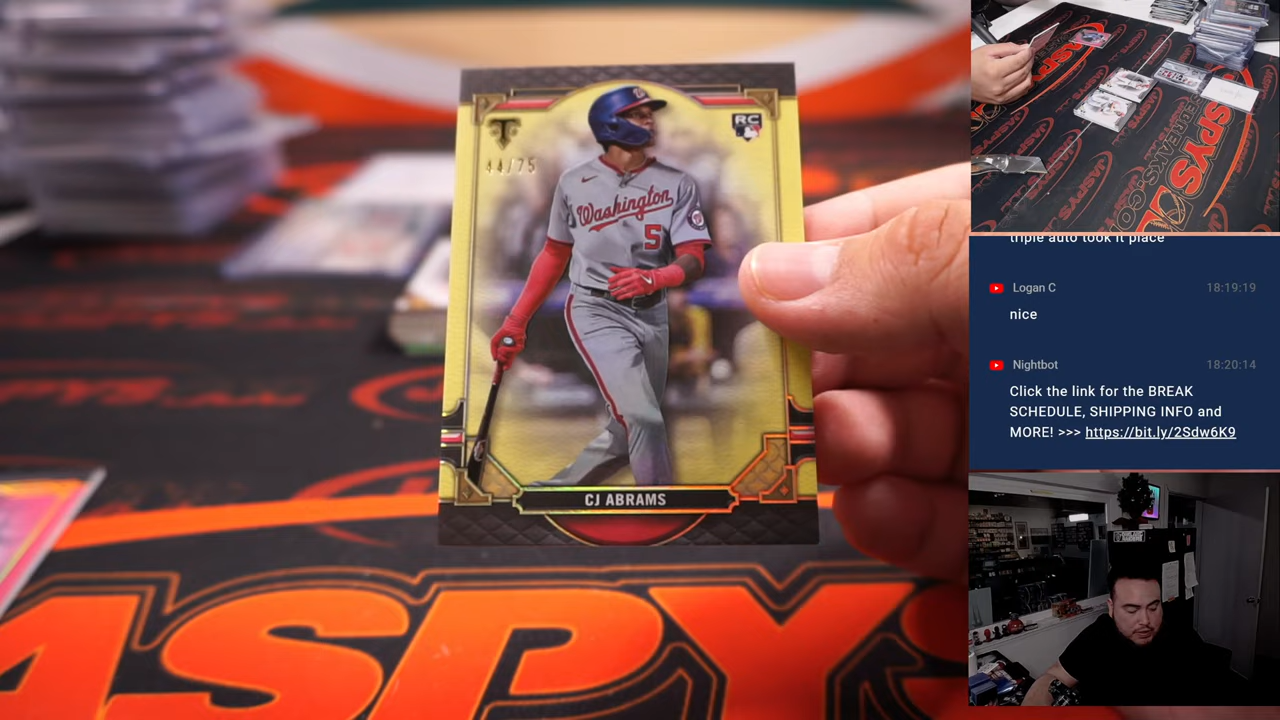 RC
44/75
Washington
5
CJ ABRAMS
ASPYS
triple auto took it place
Logan C
18:19:19
nice
Nightbot
18:20:14
Click the link for the BREAK
SCHEDULE, SHIPPING INFO and
MORE! >>> https://bit.ly/2Sdw6K9